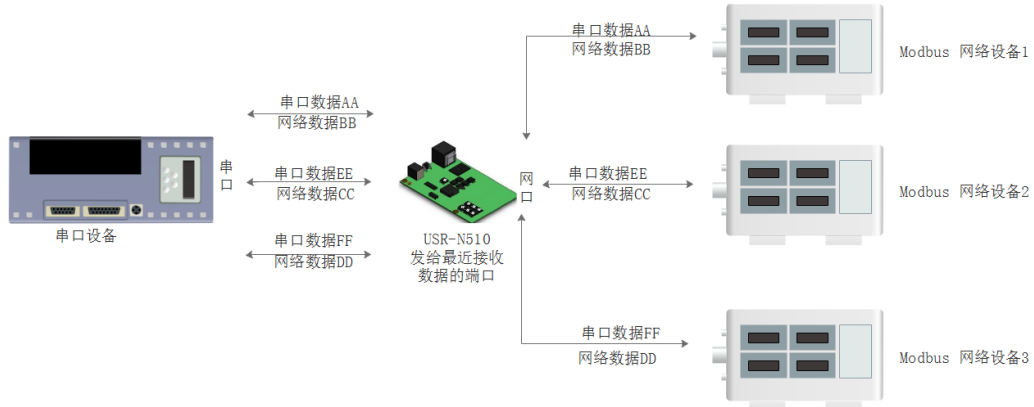 串口数据AA
网络数据BB
Modbus 网络设备1
串口数据AA
网络数据BB
串口
串口数据EE
网络数据CC
网口
串口数据EE
网络数据CC
Modbus 网络设备2
串口设备
串口数据FF
网络数据DD
USR-N510
发给最近接收
数据的端口
串口数据FF
网络数据DD
Modbus 网络设备3